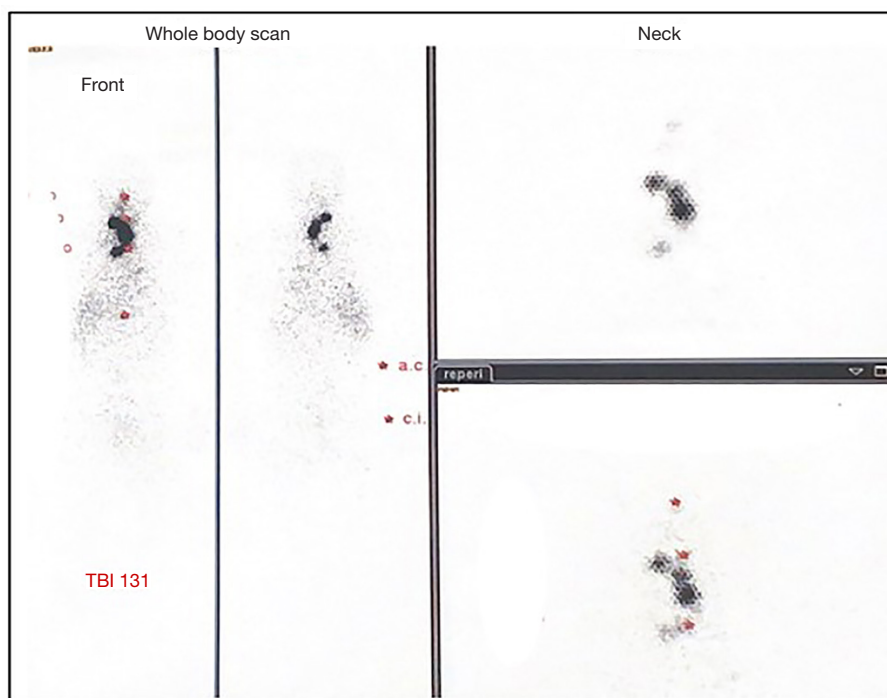 Whole body scan
Neck
Front
a.c
reperi
c.i.
TBI 131